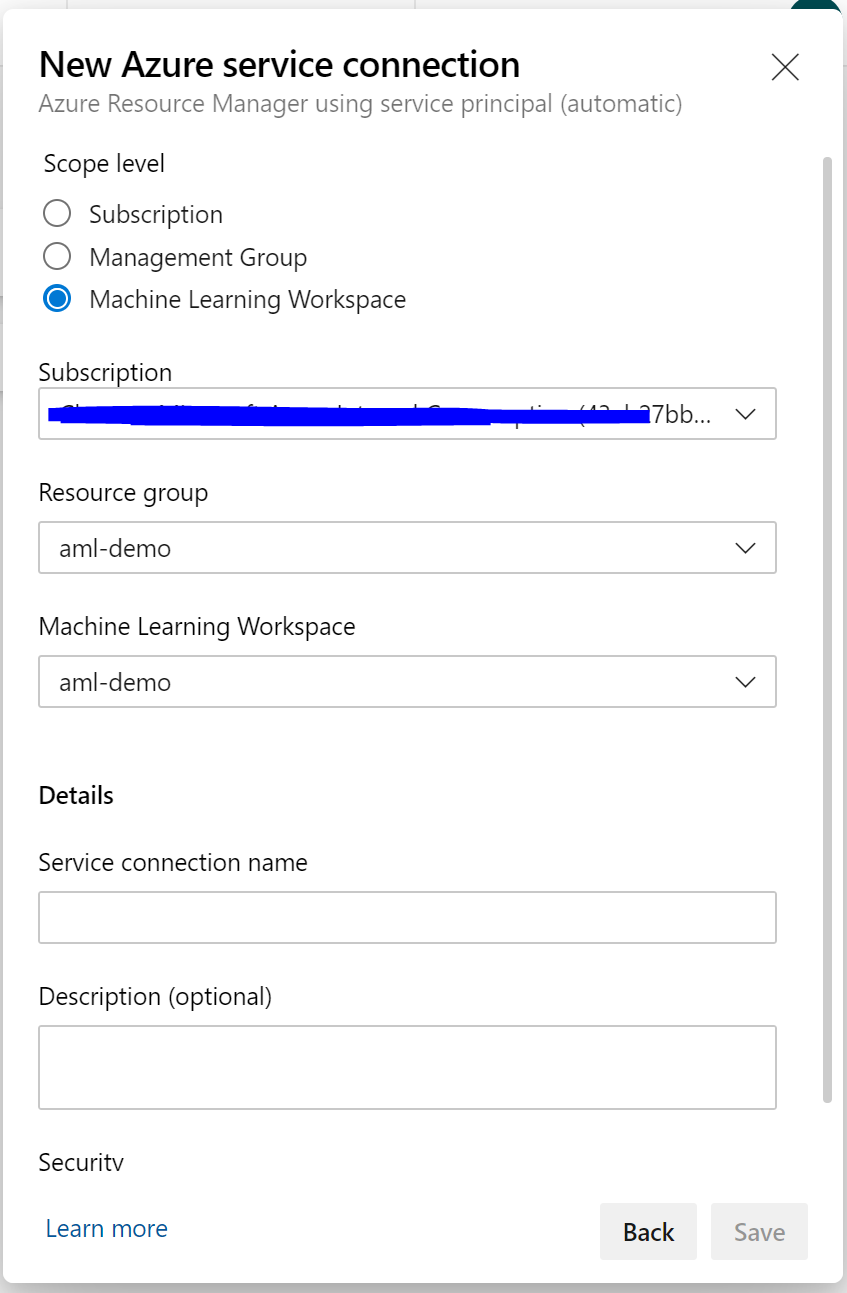 New Azure service connection
Azure Resource Manager using service principal (automatic)
Scope level
Subscription
Management Group
Machine Learning Workspace
Subscription
27bb...
Resource group
aml-demo
Machine Learning Workspace
aml-demo
Details
Service connection name
Description (optional)
Security
Learn more
Back
Save